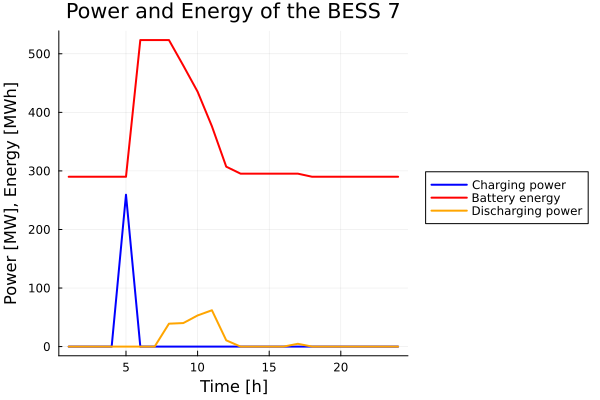 Power and Energy of the BESS 7
Power [MW], Energy [MWh]
500
400
300
200
100
0
5
10
15
20
Time [h]
Charging power
Battery energy
Discharging power